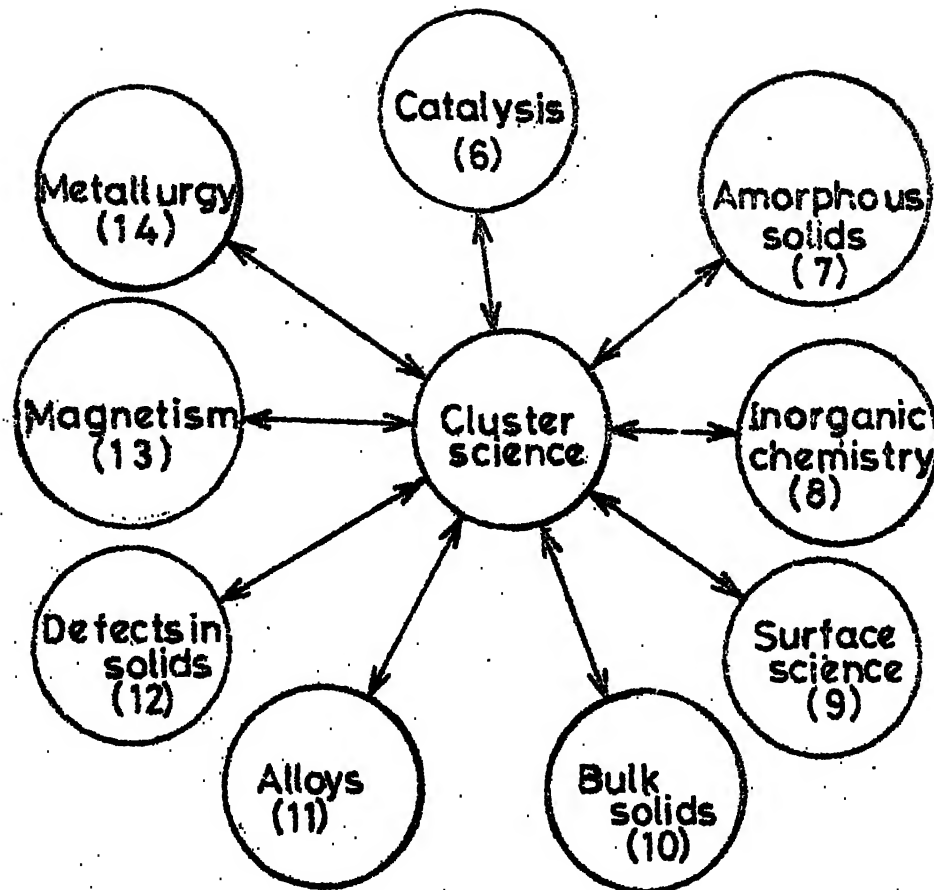 Catalysis
(6)
Amorphous
solids
(7)
Inorganic
chemistry
(8)
Surface
science
(9)
Bulk
solids
(10)
Alloys
(11)
Defects in
solids
(12)
Magnetism
(13)
Metallurgy
(14)
Cluster
science